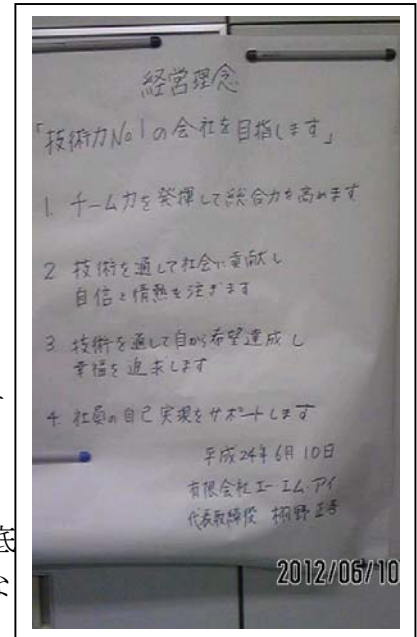 経営理念
「技術力No1の会社を目指します」
1. チーム力を発揮して総合力を高めます
2 技術を通して社会に貢献し
自信と情熱を注ぎます
3. 技術を通して自から希望達成し
幸福を追求します
4. 社員の自己実現をサポートします
平成24年6月10日
有限会社エー・エム・アイ
代表取締役 栩野正
2012/06/10
底